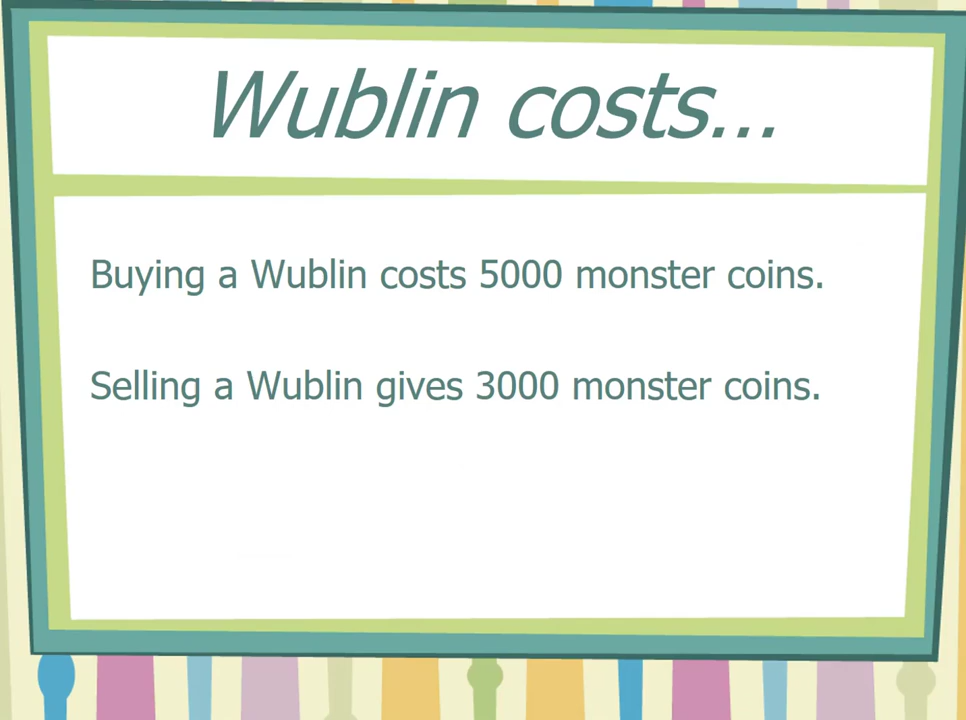 Wublin costs...
Buying a Wublin costs 5000 monster coins.
Selling a Wublin gives 3000 monster coins.